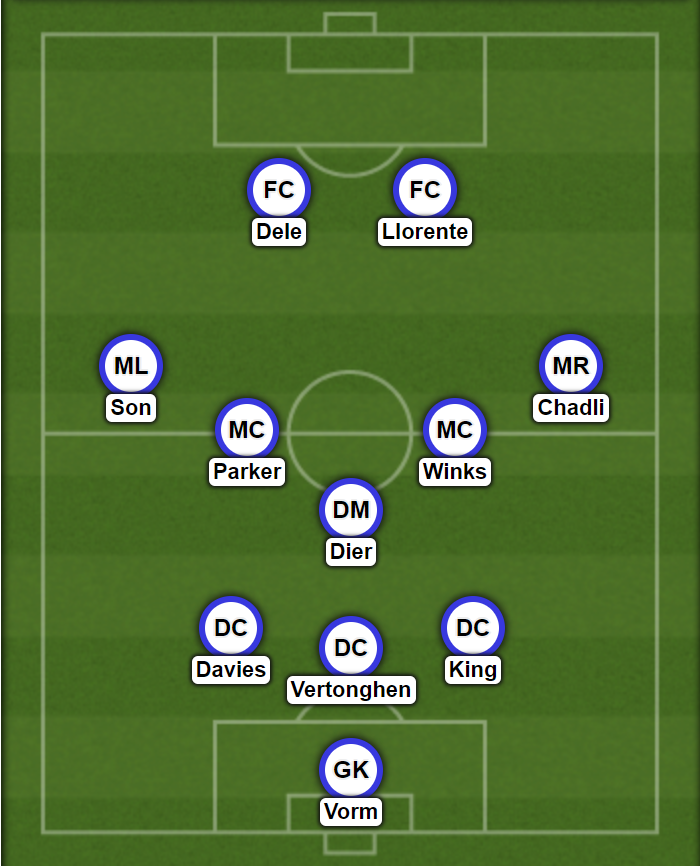 FC
Dele
FC
Llorente
ML
Son
MR
Chadli
MC
Parker
MC
Winks
DM
Dier
DC
Davies
DC
Vertonghen
DC
King
GK
Vorm